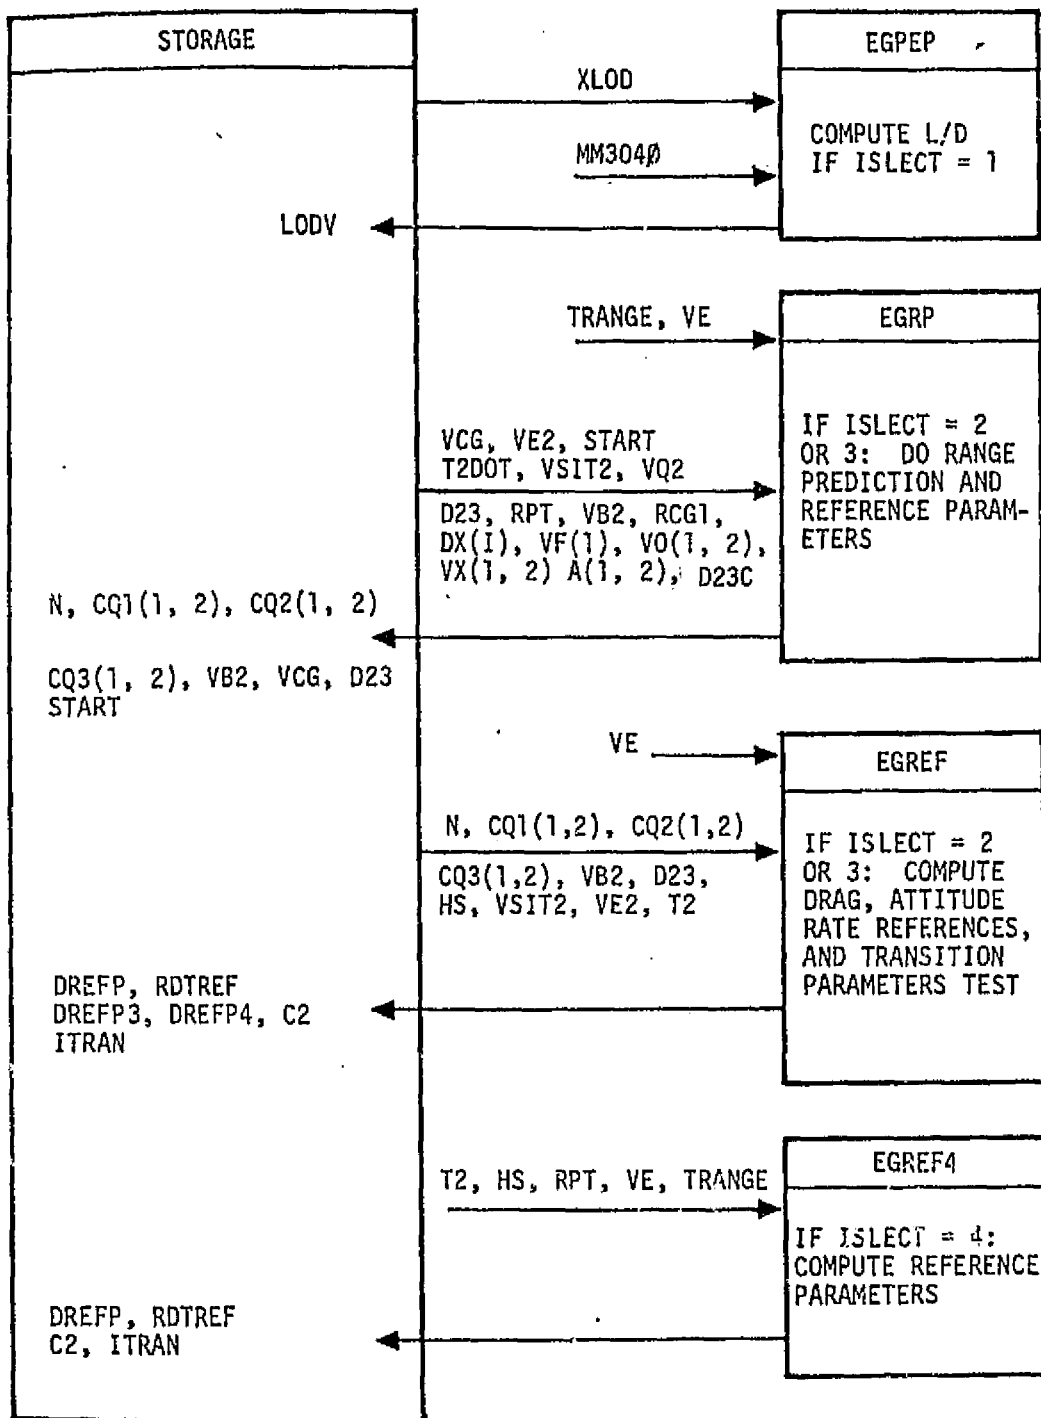 STORAGE
EGPEP
XLOD
COMPUTE L/D
IF ISLECT = 1
MM3040
LODV
TRANGE, VE
EGRP
IF ISLECT = 2
OR 3: DO RANGE
PREDICTION AND
REFERENCE PARAM-
ETERS
VCG, VE2, START
T2DOT, VSIT2, VQ2
D23, RPT, VB2, RCG1,
DX(I), VF(1), VO(1, 2),
VX(1, 2) A(1, 2), D23C
N, CQ1(1, 2), CQ2(1, 2)
CQ3(1, 2), VB2, VCG, D23
START
VE
EGREF
N, CQ1(1,2), CQ2(1,2)
CQ3(1,2), VB2, D23,
HS, VSIT2, VE2, T2
IF ISLECT = 2
OR 3: COMPUTE
DRAG, ATTITUDE
RATE REFERENCES,
AND TRANSITION
PARAMETERS TEST
DREFP, RDTREF
DREFP3, DREFP4, C2
ITRAN
EGREF4
T2, HS, RPT, VE, TRANGE
IF ISLECT = 4:
COMPUTE REFERENCE
PARAMETERS
DREFP, RDTREF
C2, ITRAN